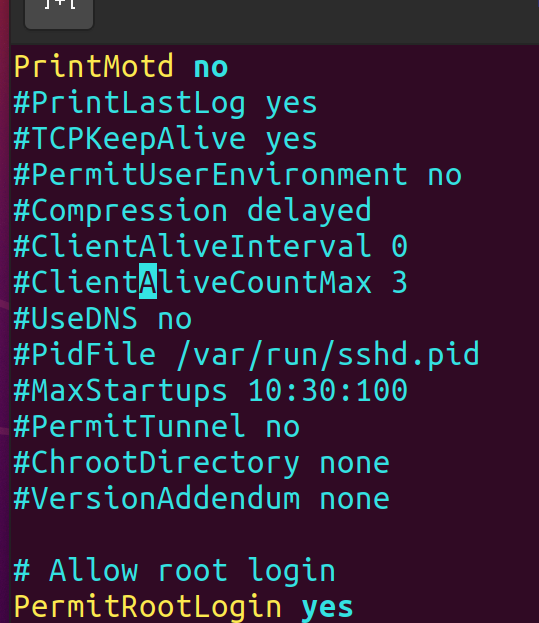 PrintMotd no
#PrintLastLog yes
#TCPKeepAlive yes
#PermitUserEnvironment no
#Compression delayed
#ClientAliveInterval 0
#ClientAliveCountMax 3
#UseDNS no
#PidFile /var/run/sshd.pid
#MaxStartups 10:30:100
#PermitTunnel no
#ChrootDirectory none
#VersionAddendum none
# Allow root login
PermitRootLogin yes